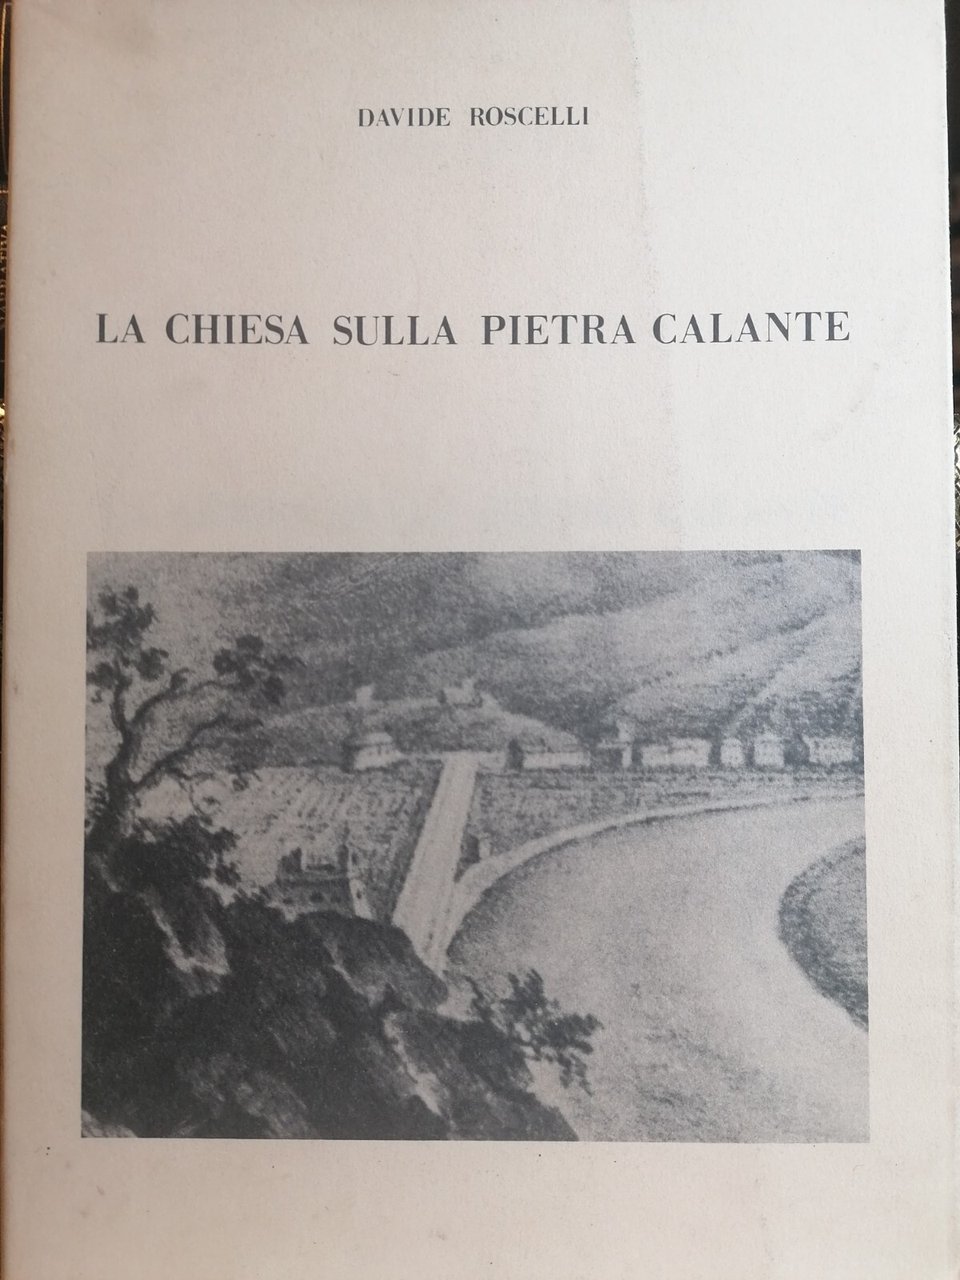 DAVIDE ROSCELLI
LA CHIESA SULLA PIETRA CALANTE